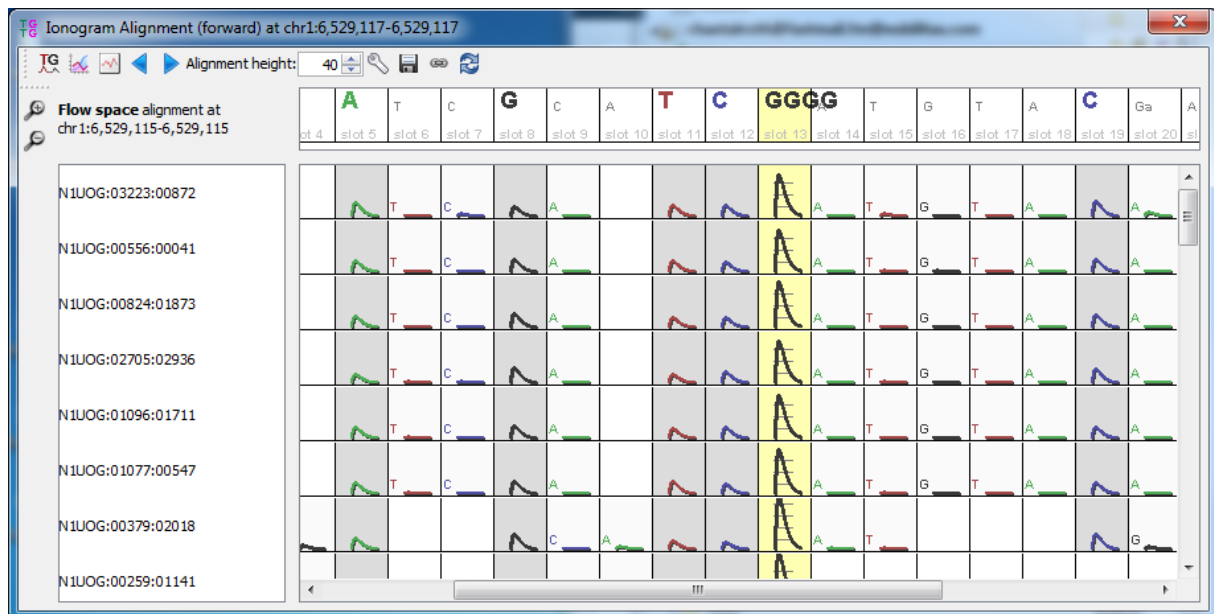 Ionogram Alignment (forward) at chr1:6,529,117-6,529,117
TG Alignment height: 40
Flow space alignment at
chr1:6,529,115-6,529,115
A T C G C A T C GGGG T G T A C Ga A
ot 4 slot 5 slot 6 slot 7 slot 8 slot 9 slot 10 slot 11 slot 12 slot 13 slot 14 slot 15 slot 16 slot 17 slot 18 slot 19 slot 20 sl
N1UOG:03223:00872
T C A A T G T A A
N1UOG:00556:00041
T C A A T G T A A
N1UOG:00824:01873
T C A A T G T A A
N1UOG:02705:02936
T C A A T G T A A
N1UOG:01096:01711
T C A A T G T A A
N1UOG:01077:00547
T C A A T G T A A
N1UOG:00379:02018
C A A T G
N1UOG:00259:01141